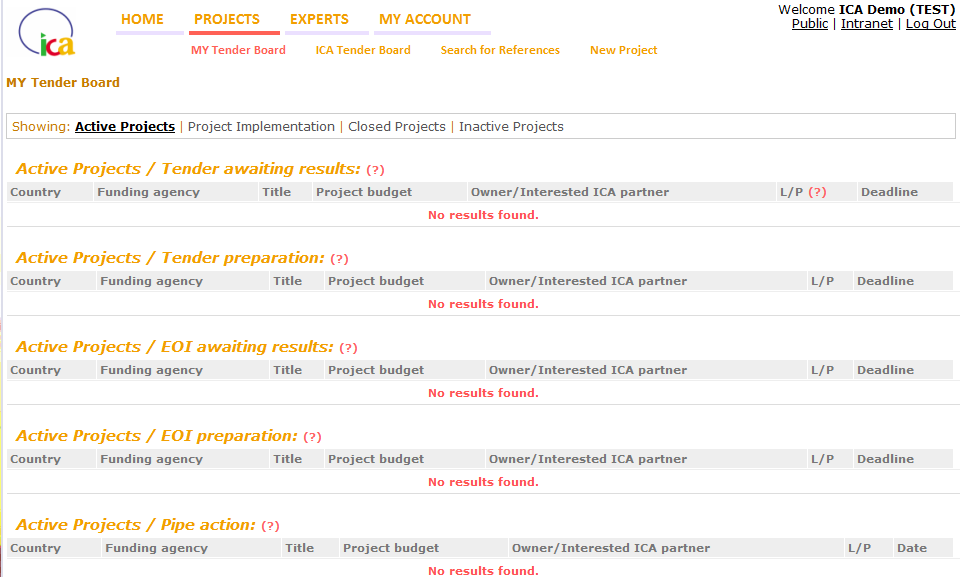 ica
HOME PROJECTS EXPERTS MY ACCOUNT
Welcome ICA Demo (TEST)
Public | Intranet | Log Out
MY Tender Board ICA Tender Board Search for References New Project
MY Tender Board
Showing: Active Projects | Project Implementation | Closed Projects | Inactive Projects
Active Projects / Tender awaiting results: (?)
Country Funding agency Title Project budget Owner/Interested ICA partner L/P (?) Deadline
No results found.
Active Projects / Tender preparation: (?)
Country Funding agency Title Project budget Owner/Interested ICA partner L/P Deadline
No results found.
Active Projects / EOI awaiting results: (?)
Country Funding agency Title Project budget Owner/Interested ICA partner L/P Deadline
No results found.
Active Projects / EOI preparation: (?)
Country Funding agency Title Project budget Owner/Interested ICA partner L/P Deadline
No results found.
Active Projects / Pipe action: (?)
Country Funding agency Title Project budget Owner/Interested ICA partner L/P Date
No results found.